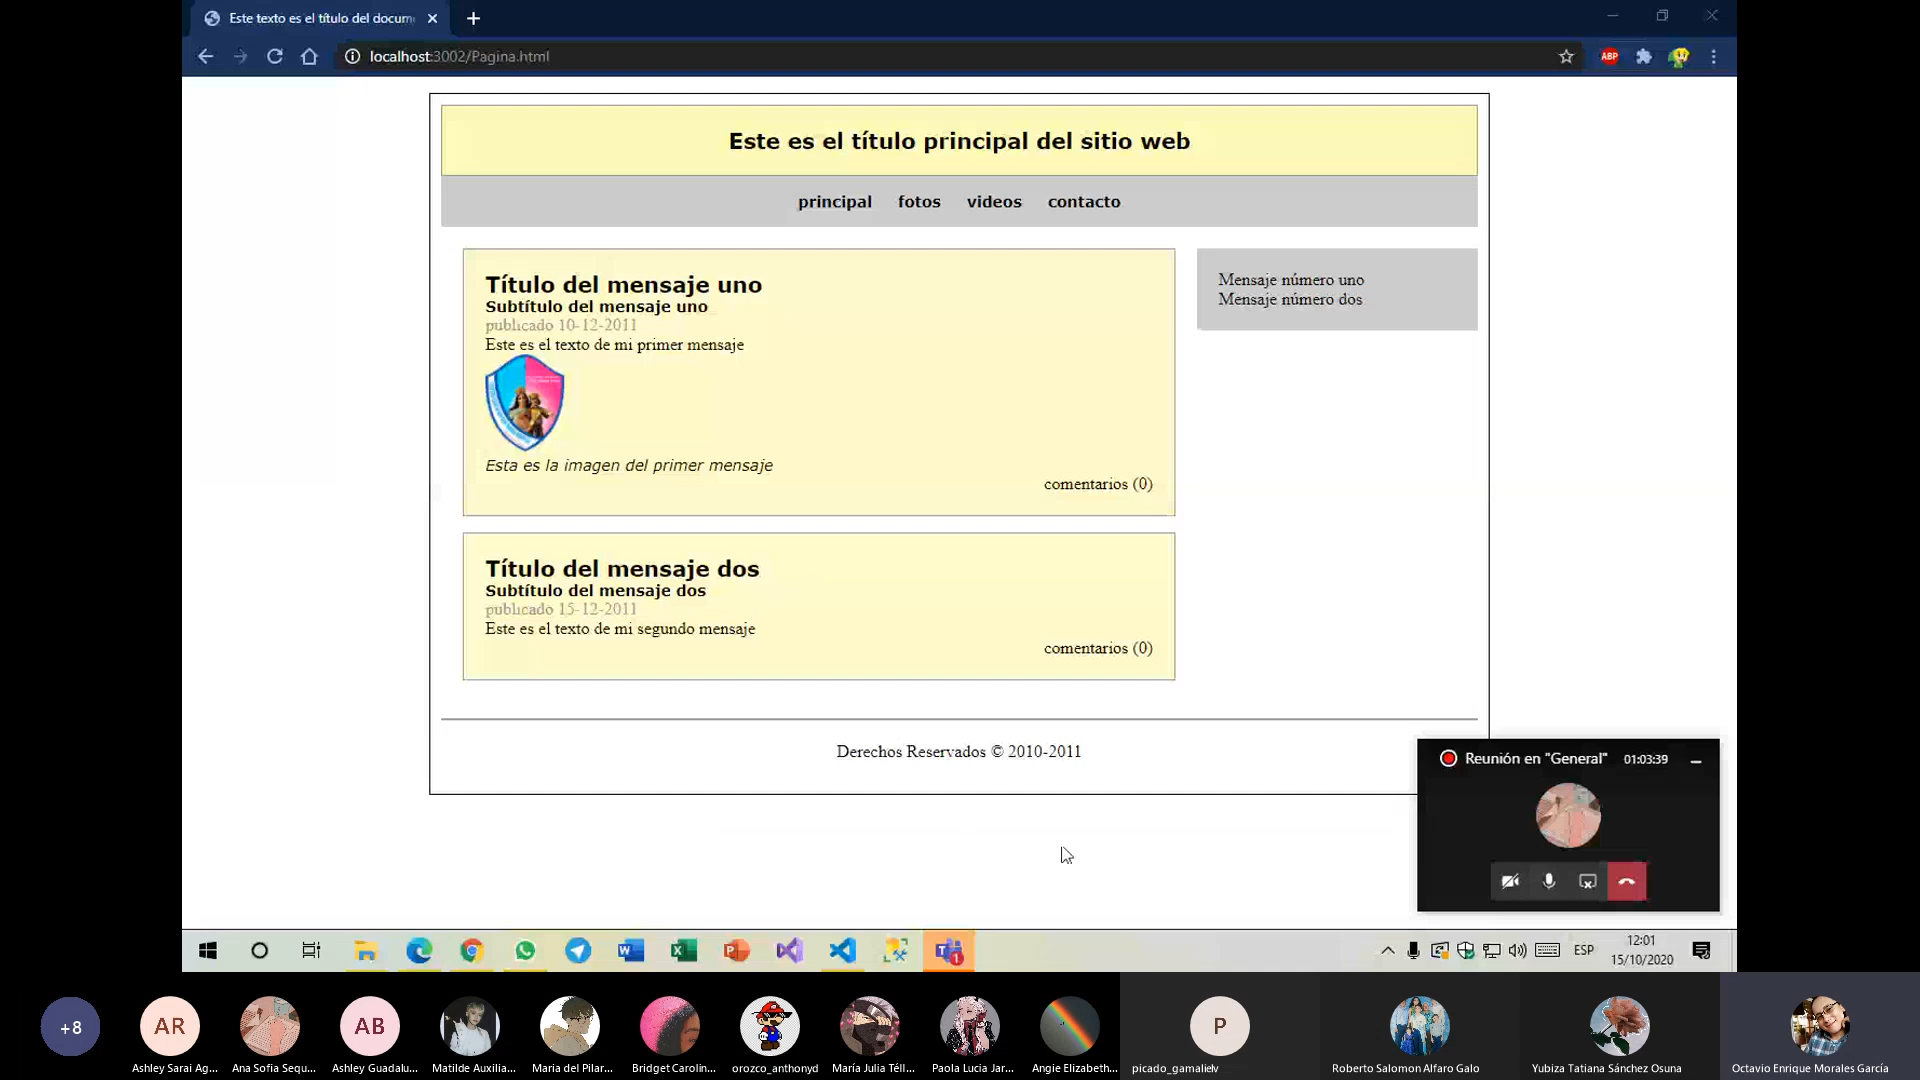 Este texto es el título del docum
localhost:3002/Pagina.html
ABP
Este es el título principal del sitio web
principal fotos videos contacto
Título del mensaje uno
Subtítulo del mensaje uno
publicado 10-12-2011
Este es el texto de mi primer mensaje
Esta es la imagen del primer mensaje
comentarios (0)
Mensaje número uno
Mensaje número dos
Título del mensaje dos
Subtítulo del mensaje dos
publicado 15-12-2011
Este es el texto de mi segundo mensaje
comentarios (0)
Derechos Reservados © 2010-2011
Reunión en "General" 01:03:39
ESP
12:01
15/10/2020
+8
AR
AB
P
Ashley Sarai Ag...
Ana Sofia Sequ...
Ashley Guadalu...
Matilde Auxilia...
Maria del Pilar...
Bridget Carolin...
orozco_anthonyd
María Julia Téll...
Paola Lucia Jar...
Angie Elizabeth...
picado_gamalielv
Roberto Salomon Alfaro Galo
Yubiza Tatiana Sánchez Osuna
Octavio Enrique Morales García